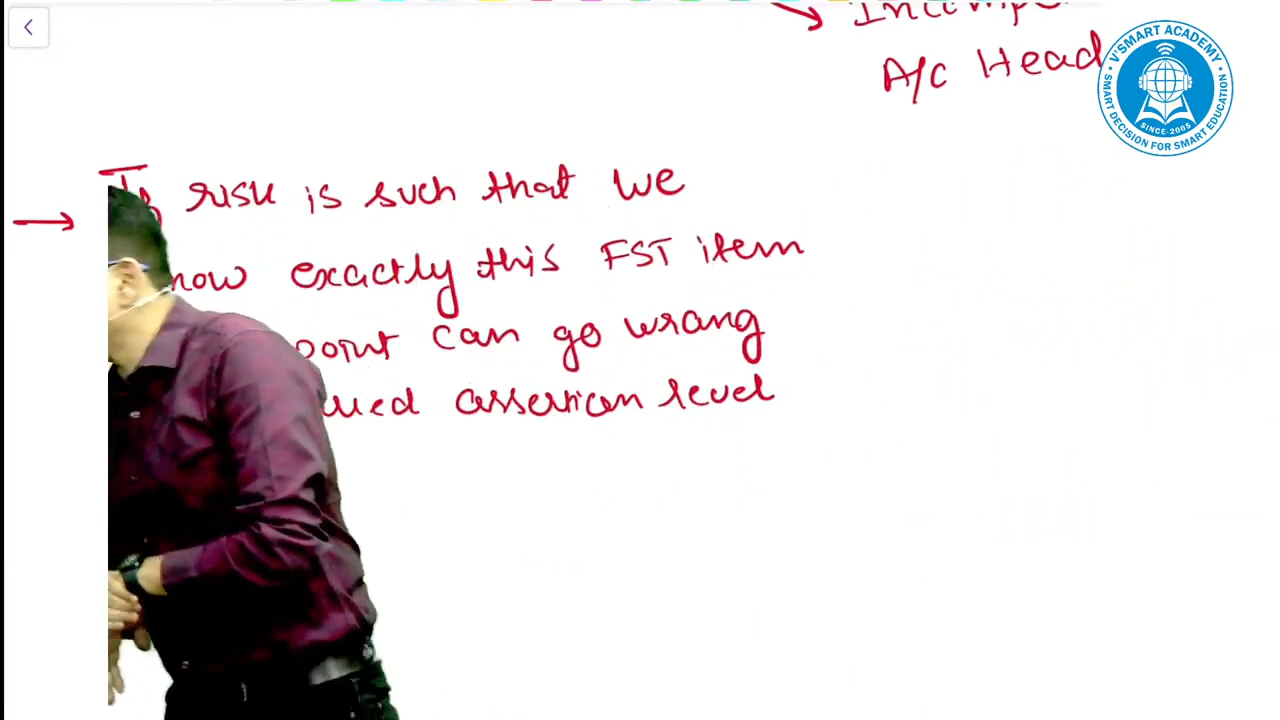 A/c Head
V'SMART ACADEMY
SMART DECISION FOR SMART EDUCATION
SINCE-2005
risk is such that we
exactly this FST item
can go wrong
assertion level